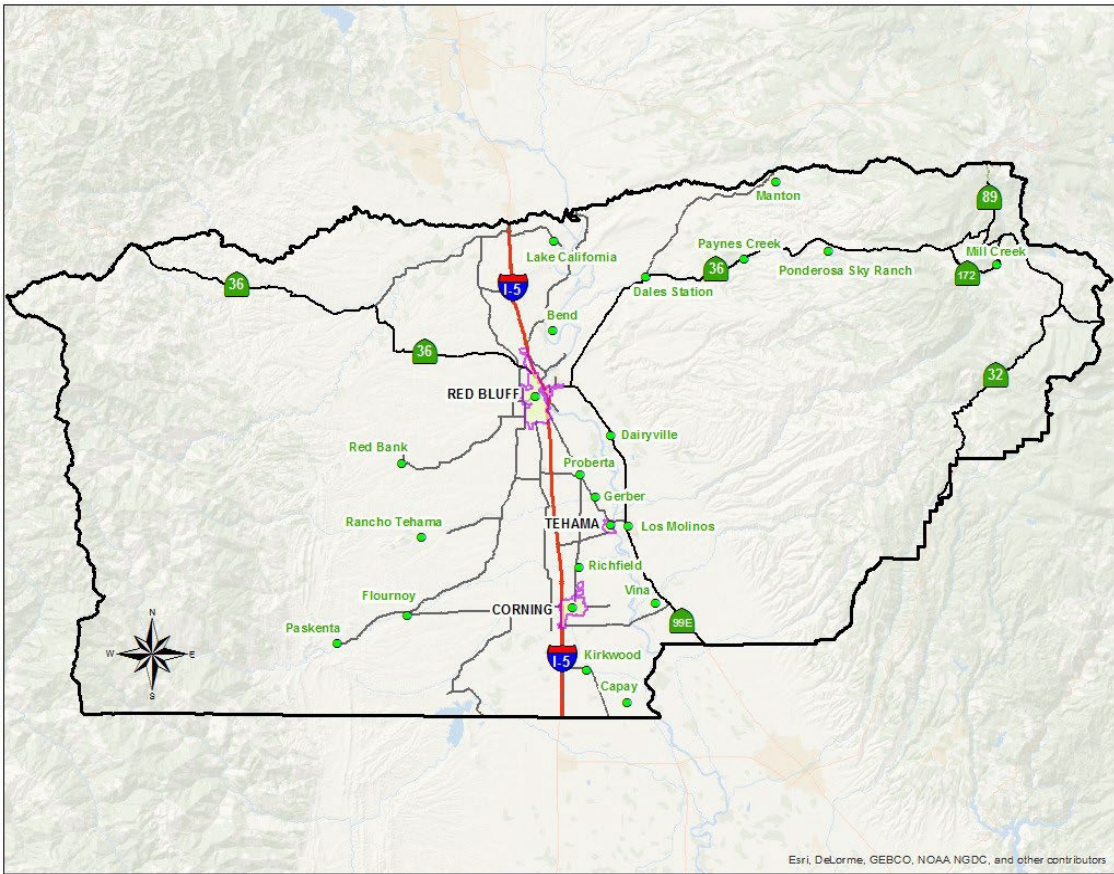 Manton
89
Paynes Creek
Mill Creek
Lake California
36
Ponderosa Sky Ranch
172
36
I-5
Dales Station
Bend
36
32
RED BLUFF
Dairyville
Red Bank
Proberta
Gerber
Rancho Tehama
TEHAMA
Los Molinos
Richfield
Flournoy
Vina
CORNING
N
Paskenta
99E
W
E
I-5
Kirkwood
S
Capay
Esri, DeLorme, GEBCO, NOAA NGDC, and other contributors